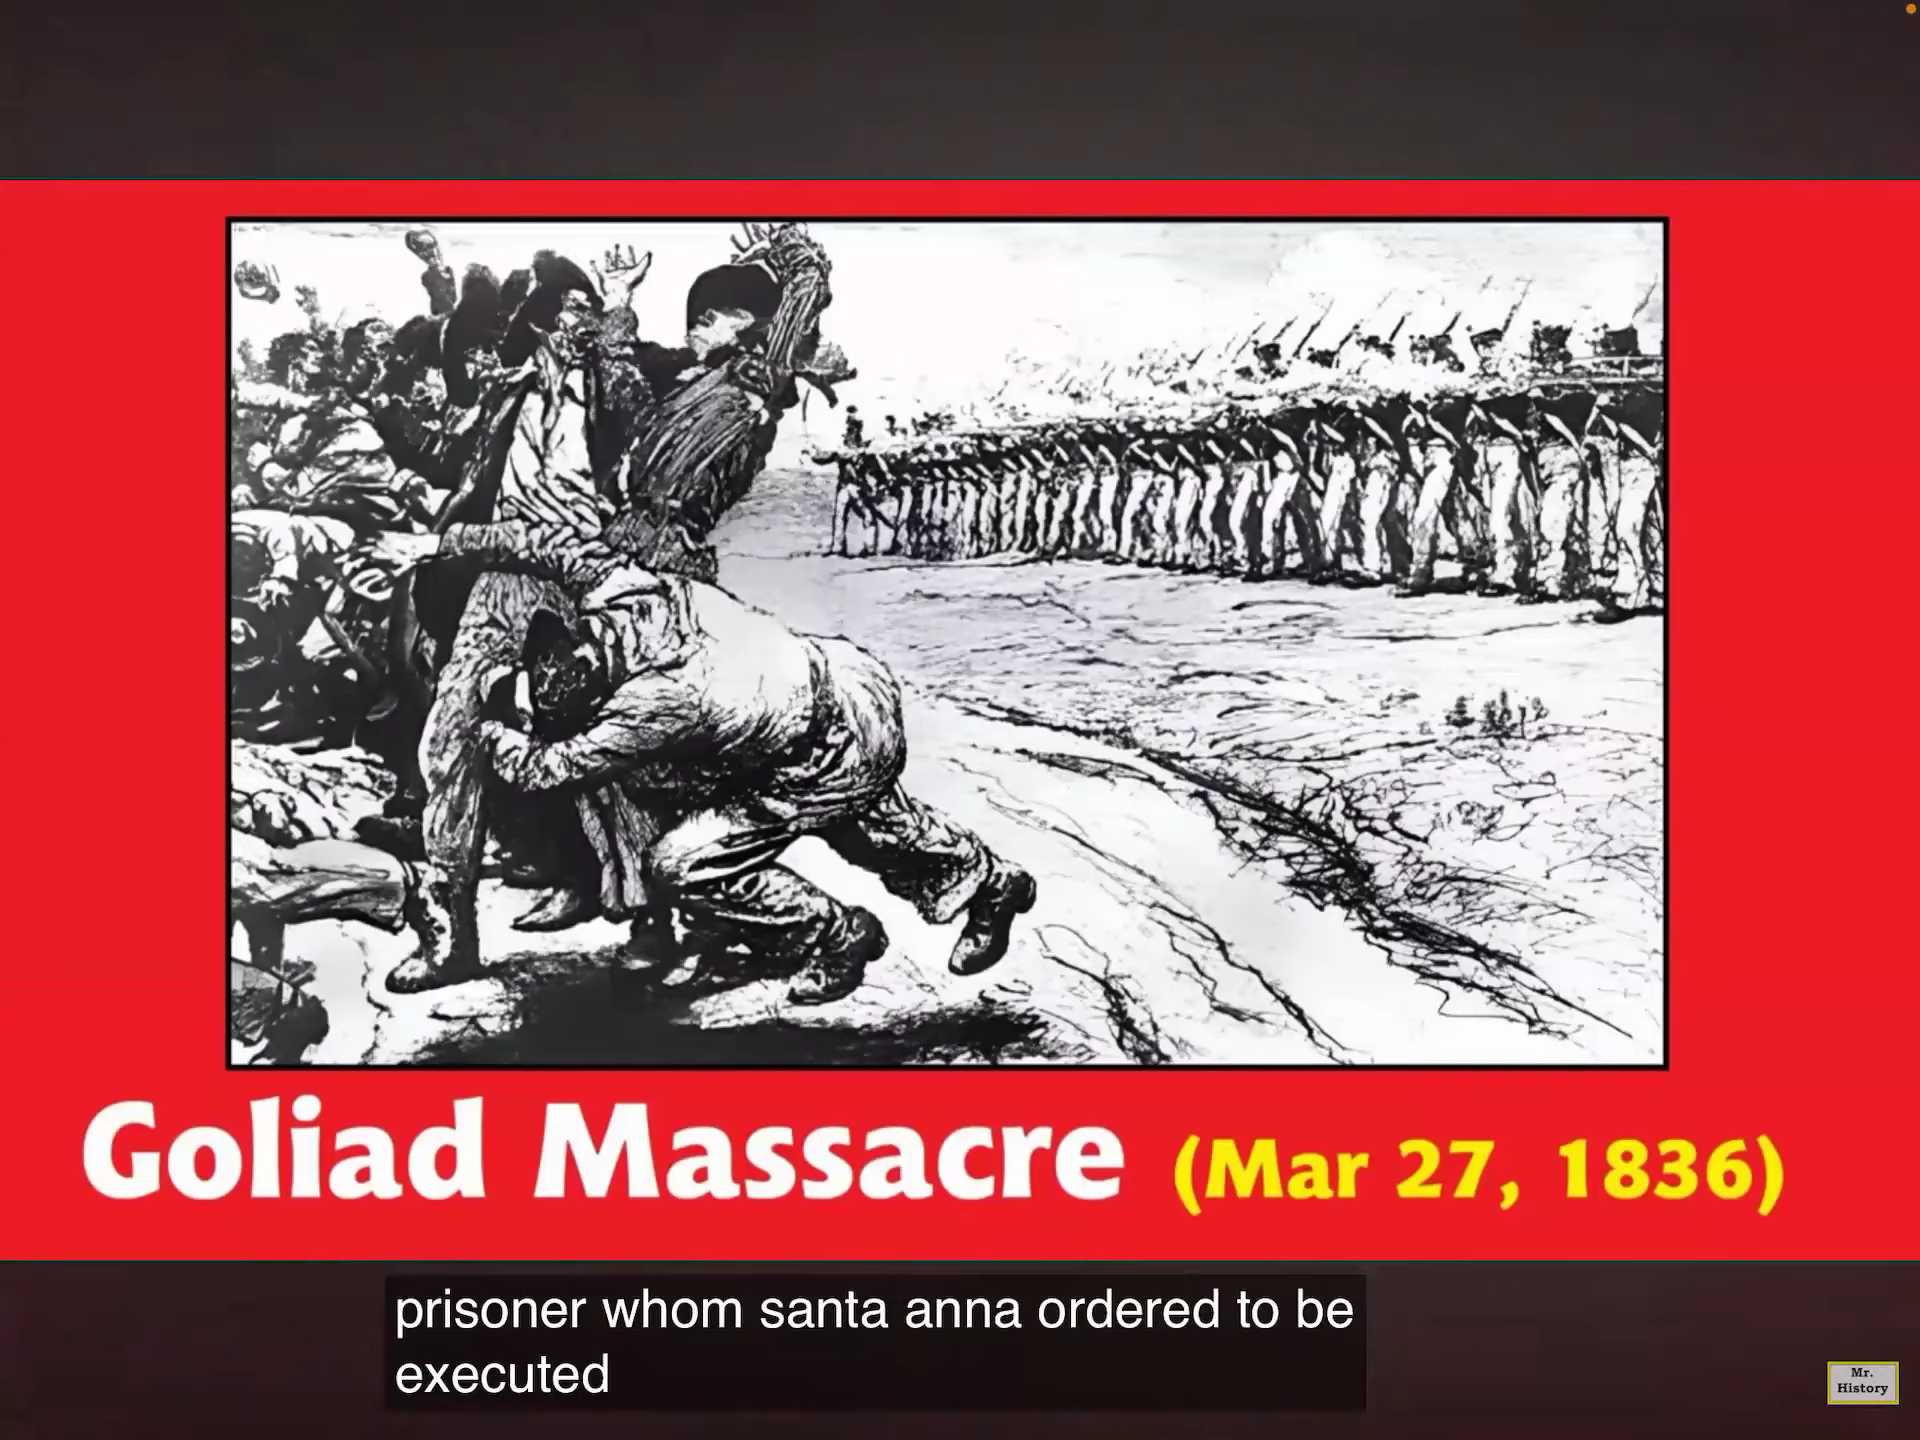 Goliad Massacre (Mar 27, 1836)
prisoner whom santa anna ordered to be
executed
Mr.
History